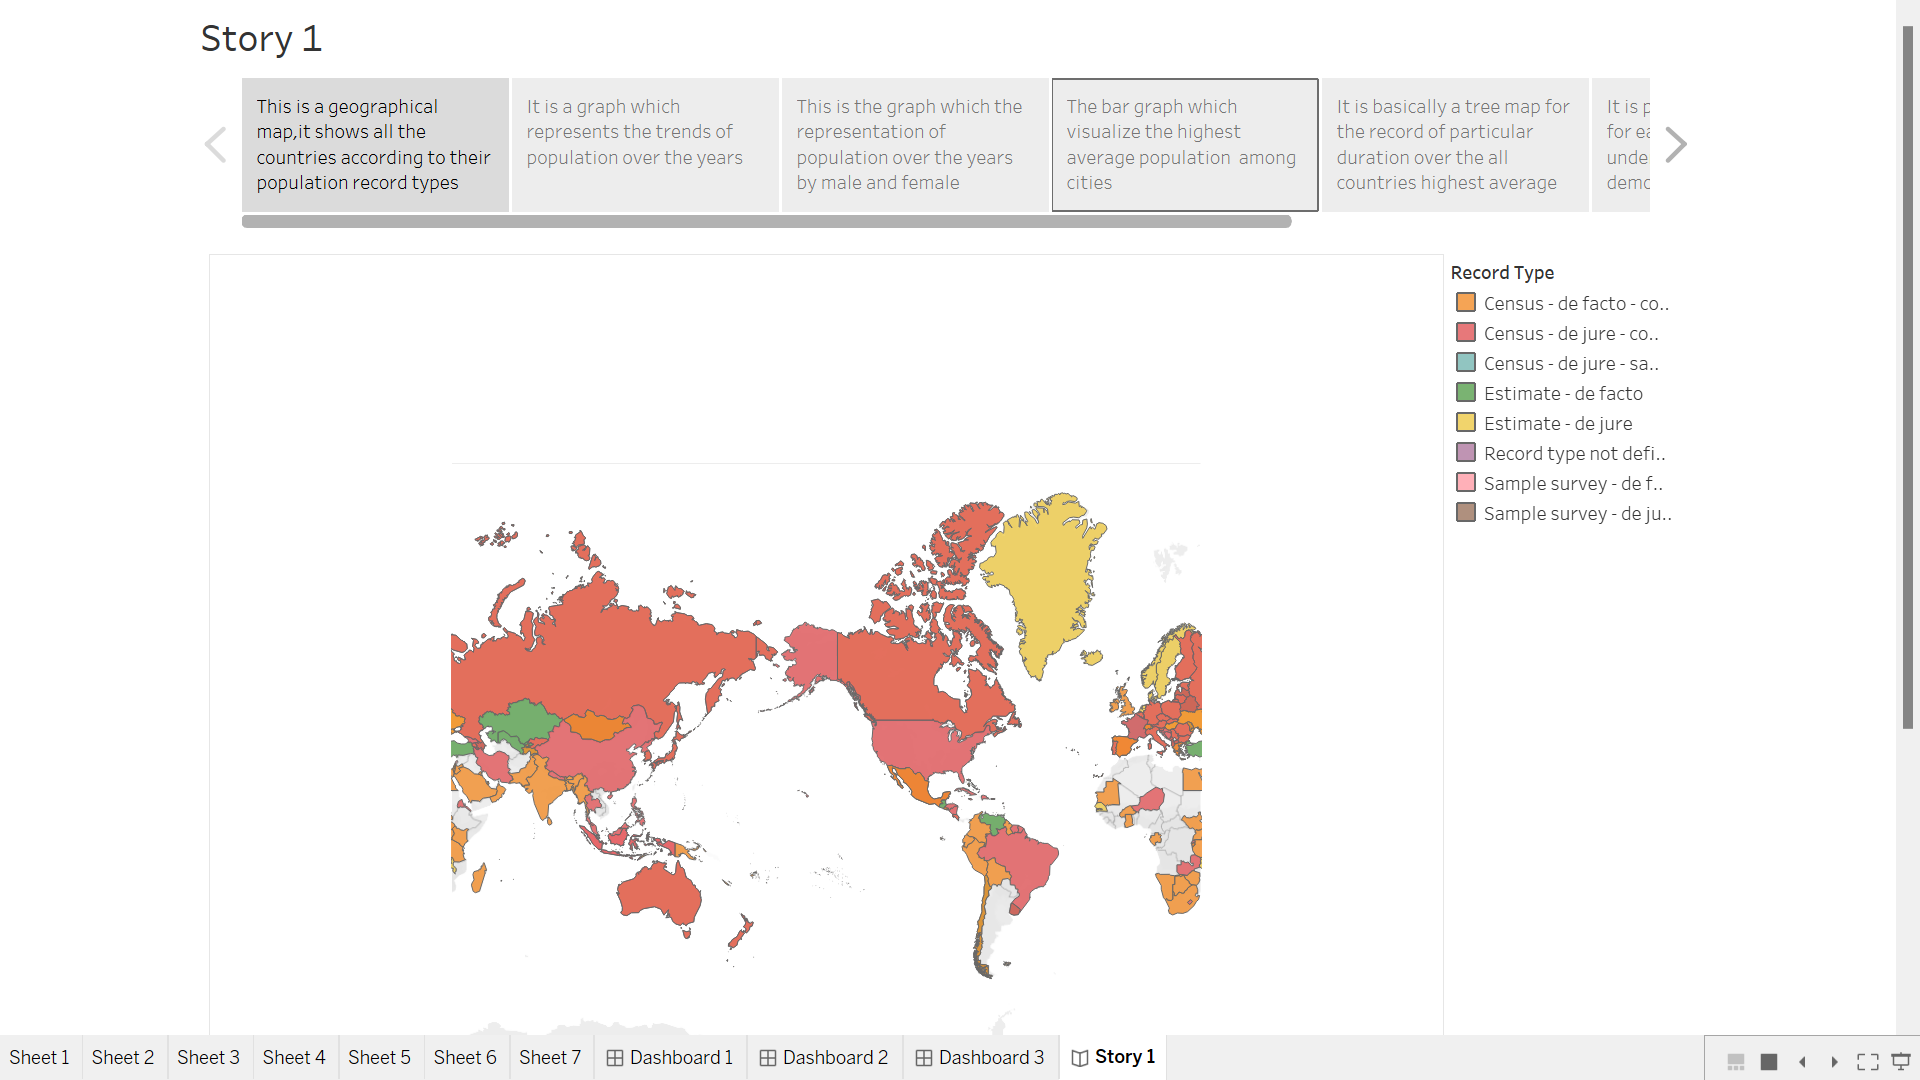 Story 1
This is a geographical
map,it shows all the
countries according to their
population record types
It is a graph which
represents the trends of
population over the years
This is the graph which the
representation of
population over the years
by male and female
The bar graph which
visualize the highest
average population  among
cities
It is basically a tree map for
the record of particular
duration over the all
countries highest average
It is
for
Record Type
Census - de facto - co..
Census - de jure - co..
Census - de jure - sa..
Estimate - de facto
Estimate - de jure
Record type not defi..
Sample survey - de f..
Sample survey - de ju..
Sheet 1
Sheet 2
Sheet 3
Sheet 4
Sheet 5
Sheet 6
Sheet 7
Dashboard 1
Dashboard 2
Dashboard 3
Story 1